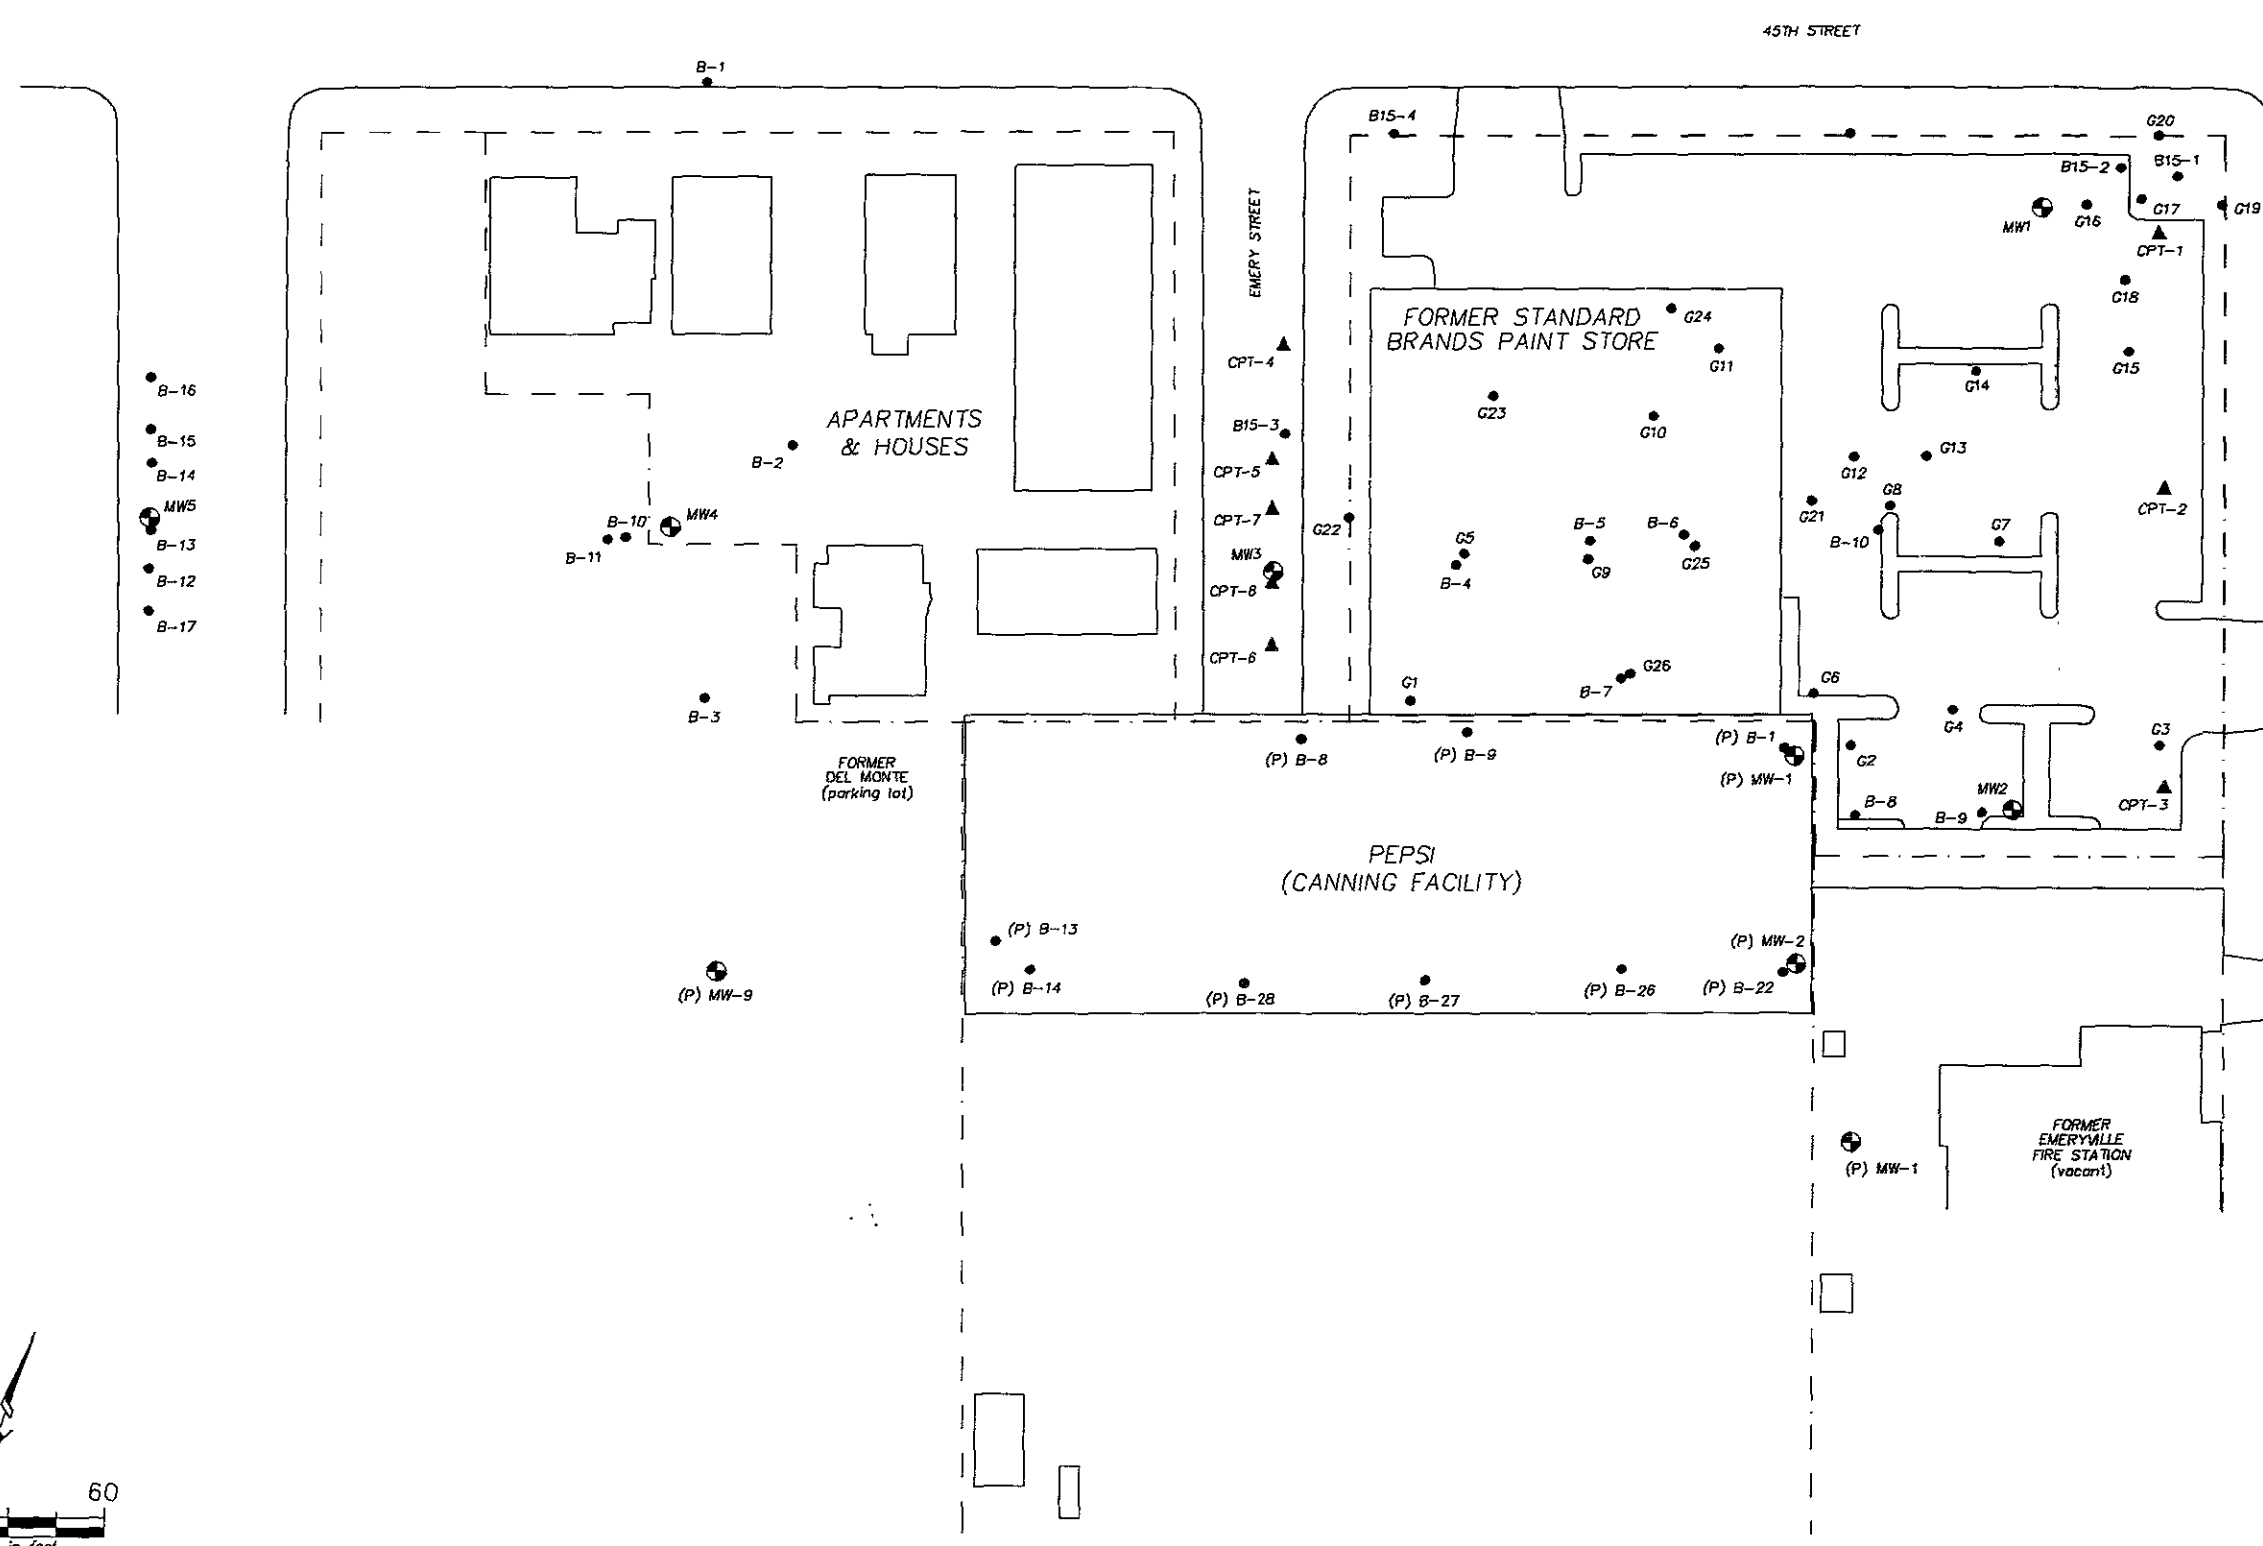 45TH STREET
B-1
B15-4
G20
B15-2
B15-1
G16
G17
G19
MW1
CPT-1
EMERY STREET
G18
FORMER STANDARD
BRANDS PAINT STORE
G24
G11
CPT-4
G15
G14
B-16
G23
APARTMENTS
& HOUSES
B15-3
G10
B-15
B-2
G13
G12
CPT-5
B-14
MW5
G8
CPT-2
G21
MW4
B-10
CPT-7
G22
B-5
B-6
G7
B-13
B-11
G5
B-10
MW3
G9
G25
B-12
B-4
CPT-8
B-17
CPT-6
G26
G6
B-7
G1
B-3
G4
G3
(P) B-1
(P) B-8
(P) B-9
G2
FORMER
DEL MONTE
(parking lot)
(P) MW-1
MW2
B-8
B-9
CPT-3
PEPSI
(CANNING FACILITY)
(P) B-13
(P) MW-2
(P) MW-9
(P) B-14
(P) B-28
(P) B-27
(P) B-26
(P) B-22
FORMER
EMERYVILLE
FIRE STATION
(vacant)
(P) MW-1
60
in feet